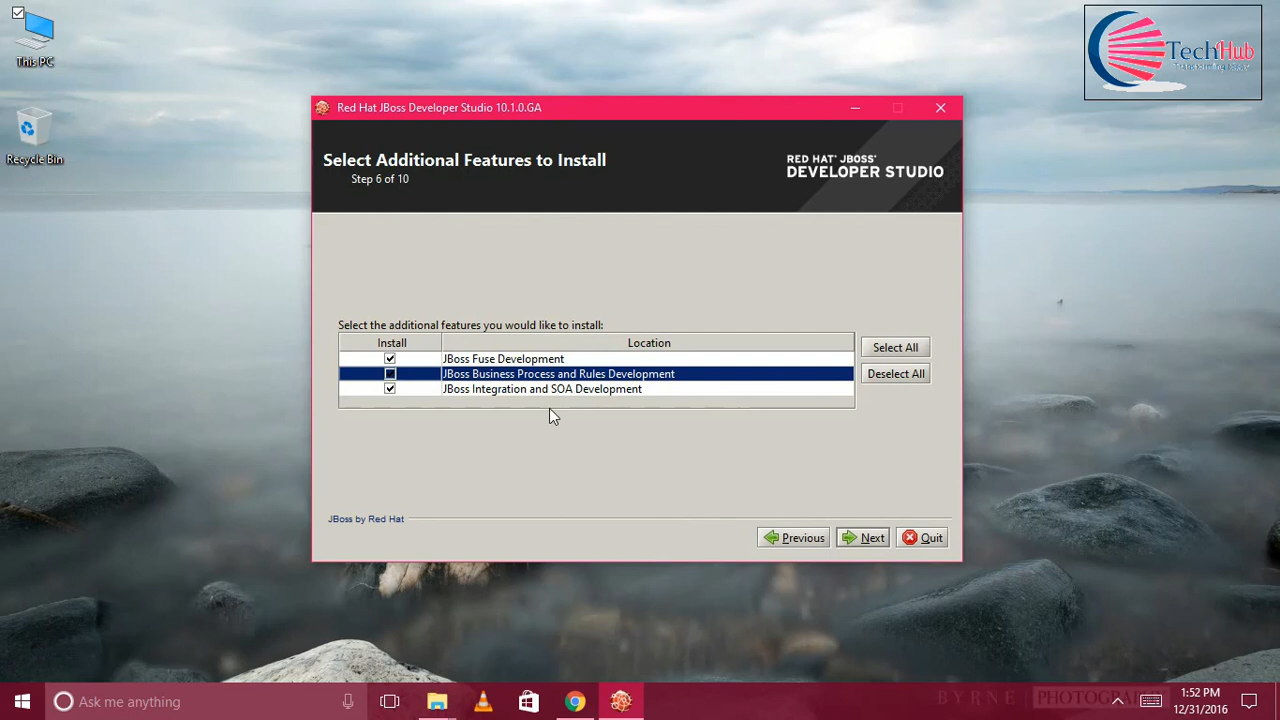 This PC
Recycle Bin
TechHub
Red Hat JBoss Developer Studio 10.1.0.GA
Select Additional Features to Install
Step 6 of 10
RED HAT® JBOSS®
DEVELOPER STUDIO
Select the additional features you would like to install:
Install Location
JBoss Fuse Development
JBoss Business Process and Rules Development
JBoss Integration and SOA Development
Select All
Deselect All
JBoss by Red Hat
Previous Next Quit
Ask me anything
BYRNE PHOTOGRAPH
1:52 PM
12/31/2016